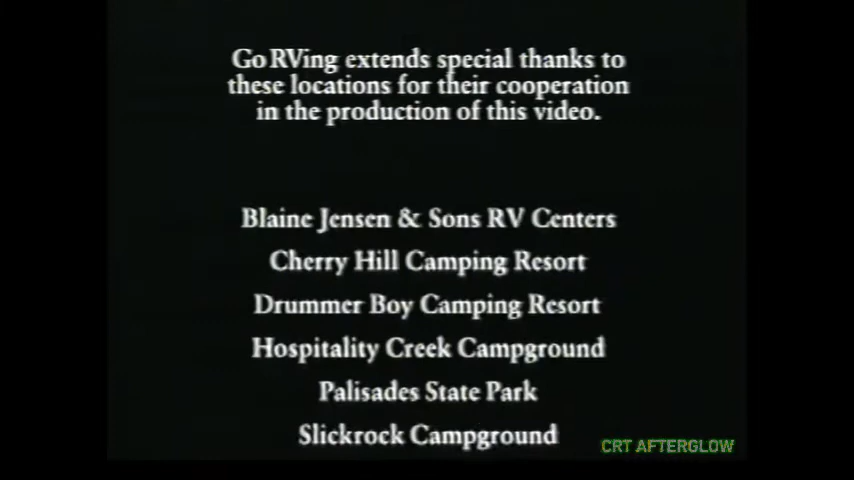 Go RVing extends special thanks to
these locations for their cooperation
in the production of this video.
Blaine Jensen & Sons RV Centers
Cherry Hill Camping Resort
Drummer Boy Camping Resort
Hospitality Creek Campground
Palisades State Park
Slickrock Campground
CRT AFTERGLOW